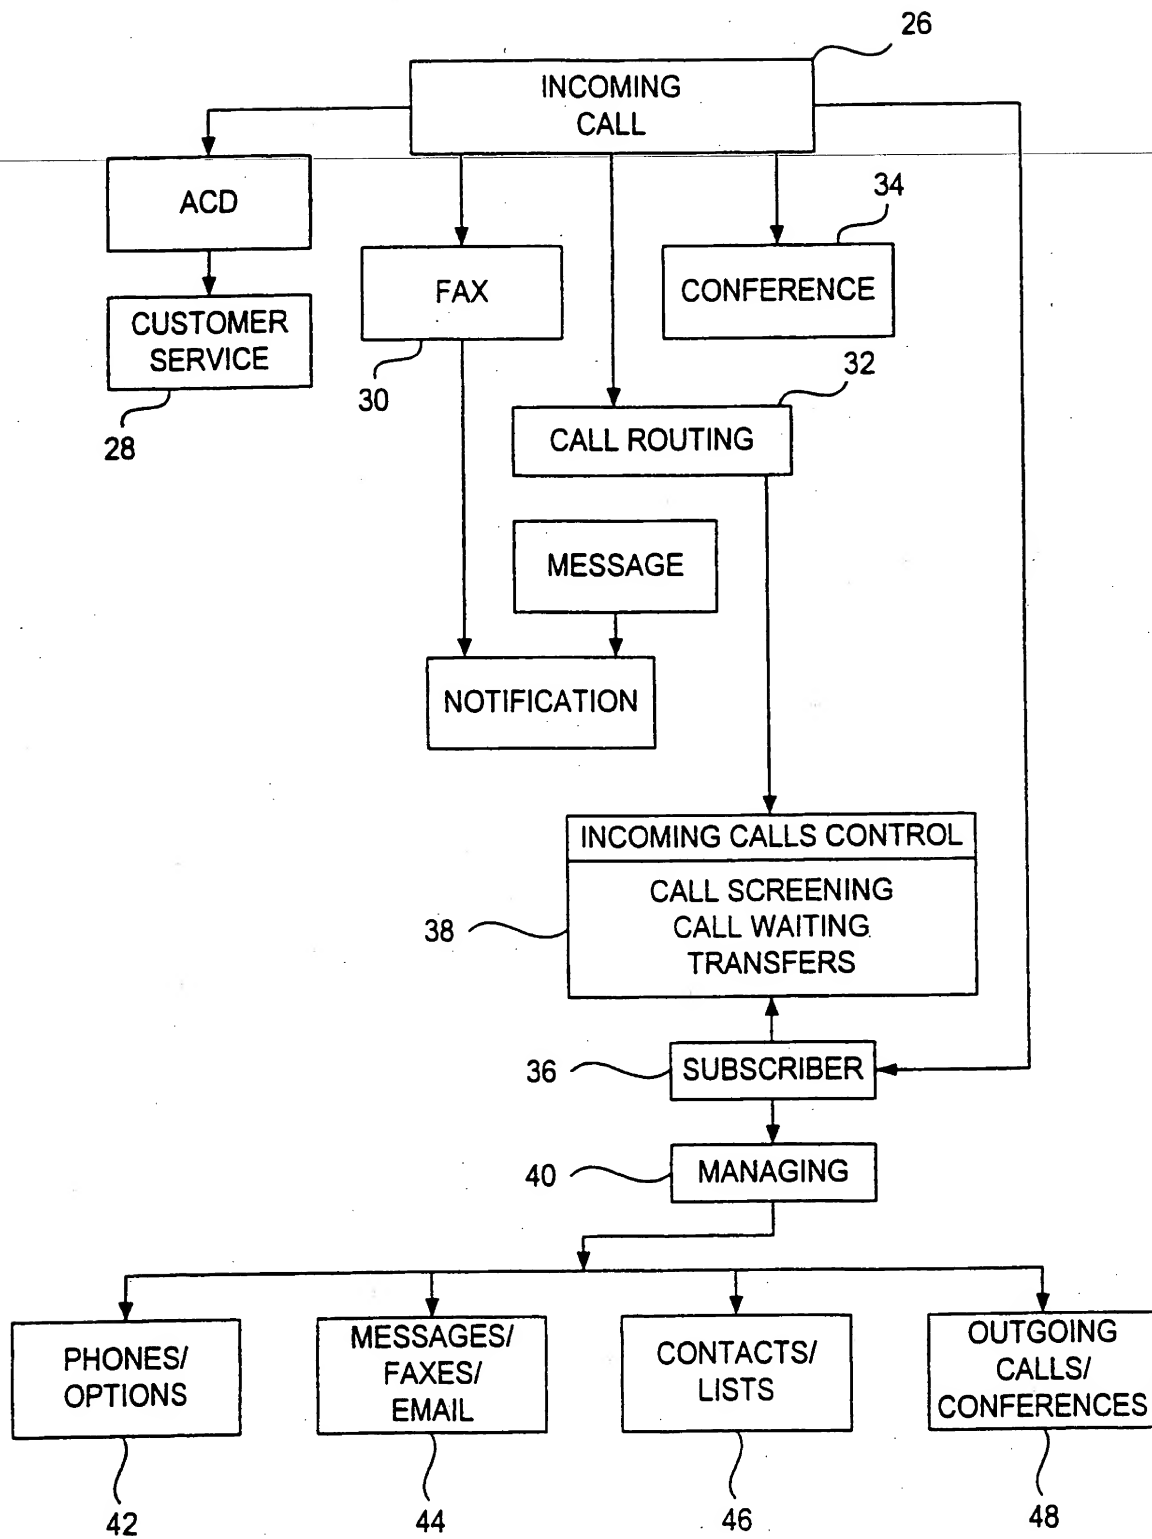 26
INCOMING
CALL
ACD
34
FAX
CONFERENCE
CUSTOMER
SERVICE
30
32
28
CALL ROUTING
MESSAGE
NOTIFICATION
INCOMING CALLS CONTROL
CALL SCREENING
CALL WAITING
TRANSFERS
38
36
SUBSCRIBER
40
MANAGING
PHONES/
OPTIONS
MESSAGES/
FAXES/
EMAIL
CONTACTS/
LISTS
OUTGOING
CALLS/
CONFERENCES
42
44
46
48